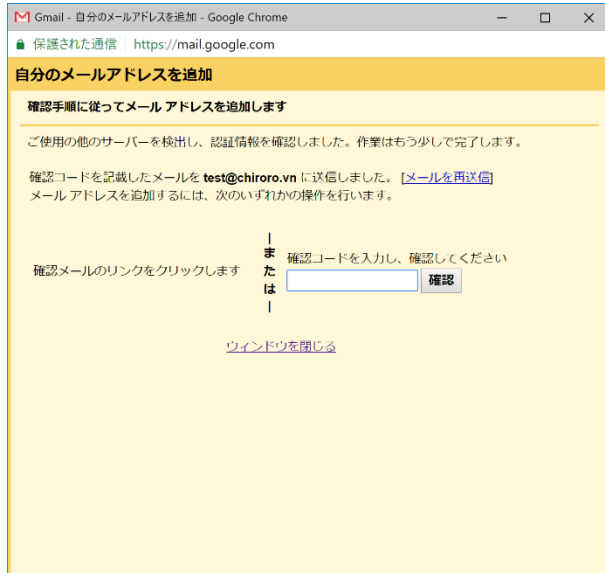 Gmail - 自分のメールアドレスを追加 - Google Chrome
保護された通信 | https://mail.google.com
自分のメールアドレスを追加
確認手順に従ってメール アドレスを追加します
ご使用の他のサーバーを検出し、認証情報を確認しました。作業はもう少しで完了します。
確認コードを記載したメールを test@chiroro.vn に送信しました。 [メールを再送信]
メール アドレスを追加するには、次のいずれかの操作を行います。
確認メールのリンクをクリックします
|
ま
た
は
|
確認コードを入力し、確認してください
確認
ウィンドウを閉じる